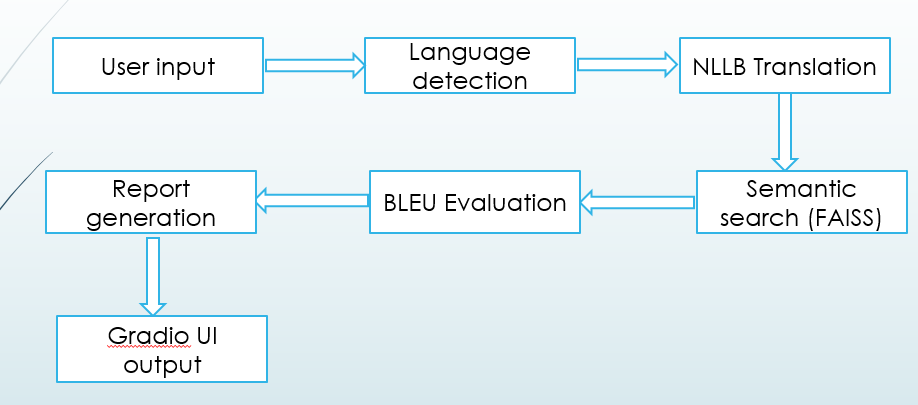 User input
Language
detection
NLLB Translation
Semantic
search (FAISS)
BLEU Evaluation
Report
generation
Gradio UI
output